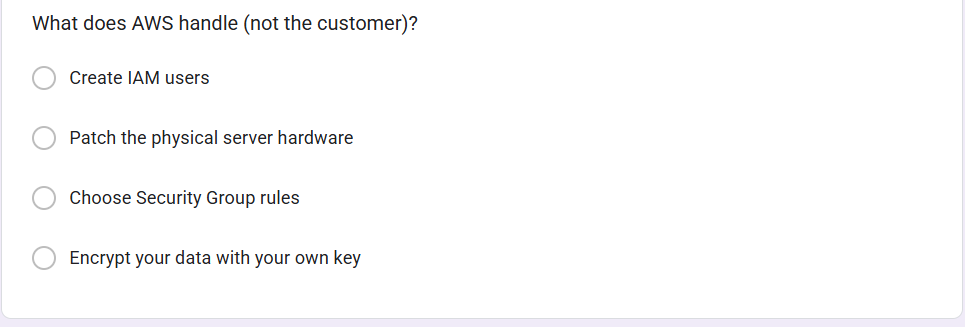 What does AWS handle (not the customer)?
Create IAM users
Patch the physical server hardware
Choose Security Group rules
Encrypt your data with your own key